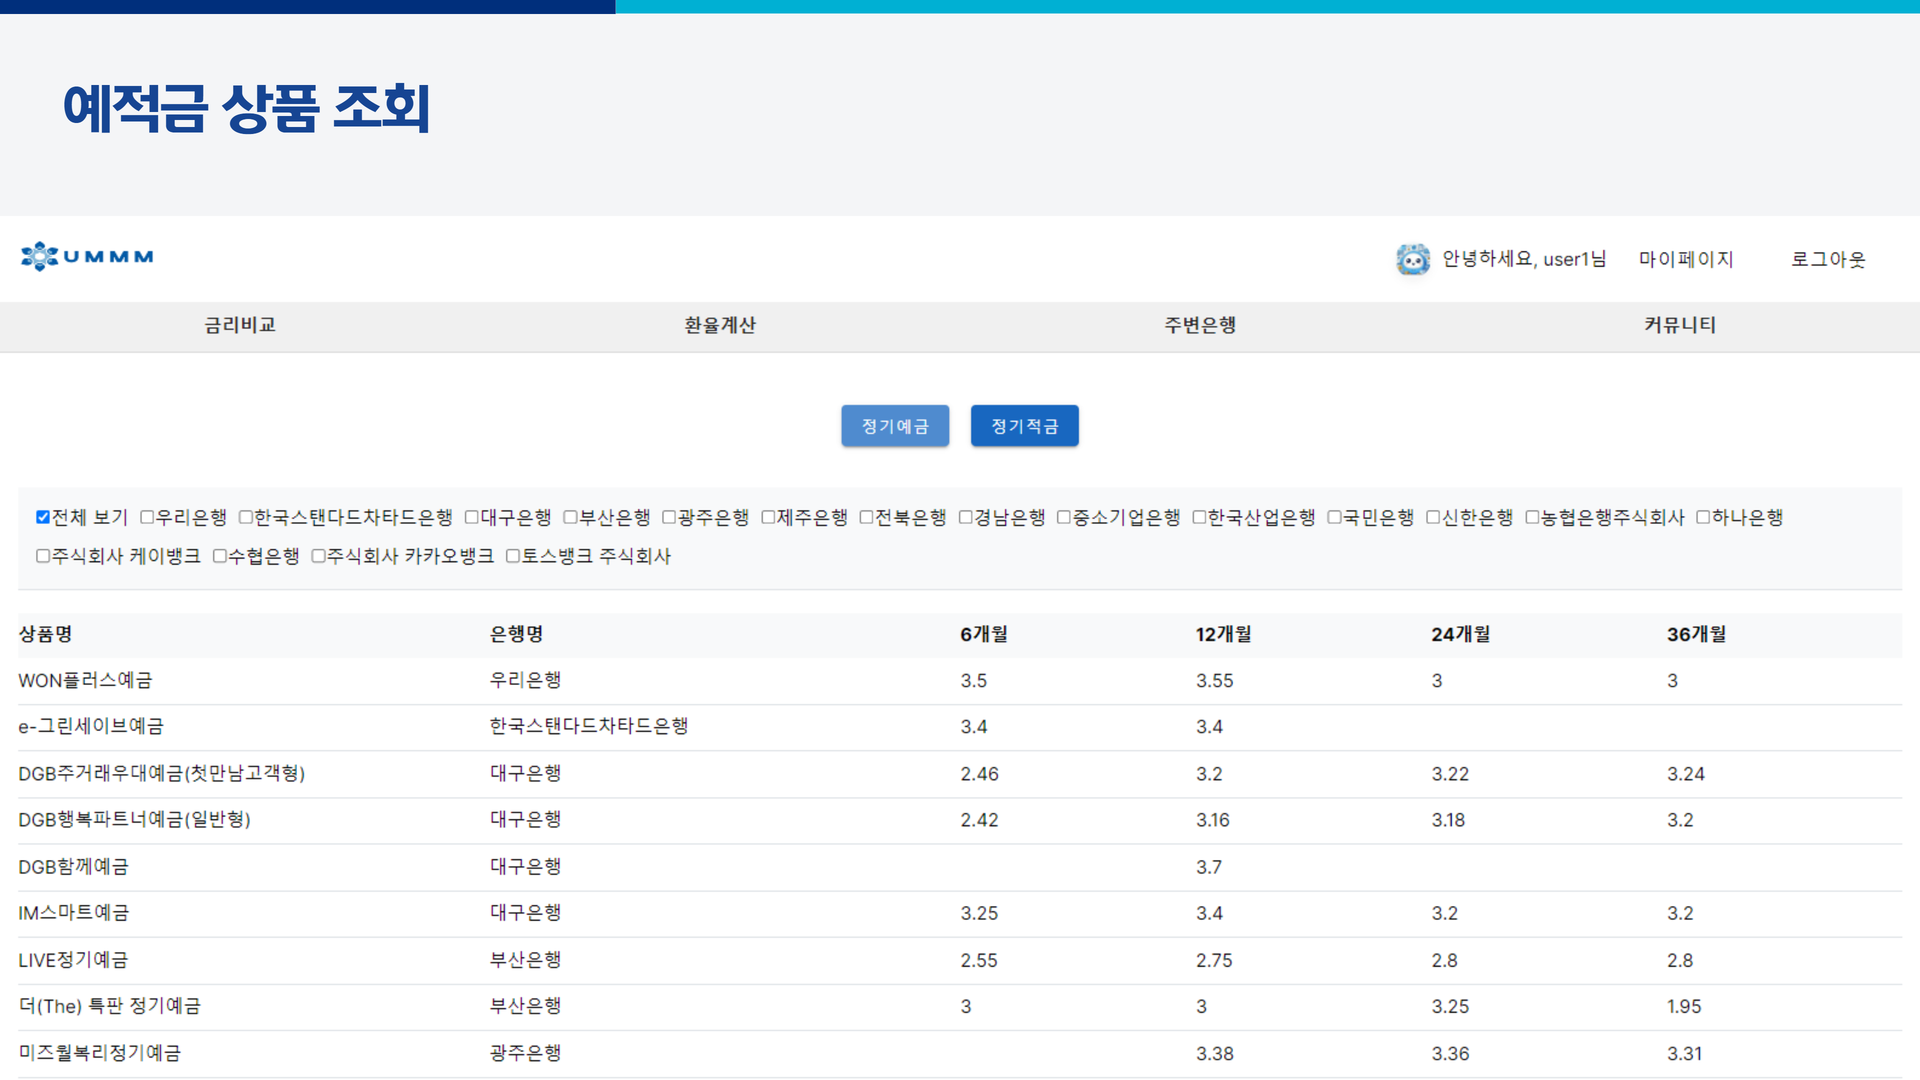 예적금 상품 조회
UMMM
안녕하세요, user1님 마이페이지 로그아웃
금리비교 환율계산 주변은행 커뮤니티
정기예금 정기적금
전체 보기 우리은행 한국스탠다드차타드은행 대구은행 부산은행 광주은행 제주은행 전북은행 경남은행 중소기업은행 한국산업은행 국민은행 신한은행 농협은행주식회사 하나은행
주식회사 케이뱅크 수협은행 주식회사 카카오뱅크 토스뱅크 주식회사
상품명 은행명 6개월 12개월 24개월 36개월
WON플러스예금 우리은행 3.5 3.55 3 3
e-그린세이브예금 한국스탠다드차타드은행 3.4 3.4
DGB주거래우대예금(첫만남고객형) 대구은행 2.46 3.2 3.22 3.24
DGB행복파트너예금(일반형) 대구은행 2.42 3.16 3.18 3.2
DGB함께예금 대구은행 3.7
IM스마트예금 대구은행 3.25 3.4 3.2 3.2
LIVE정기예금 부산은행 2.55 2.75 2.8 2.8
더(The) 특판 정기예금 부산은행 3 3 3.25 1.95
미즈월복리정기예금 광주은행 3.38 3.36 3.31